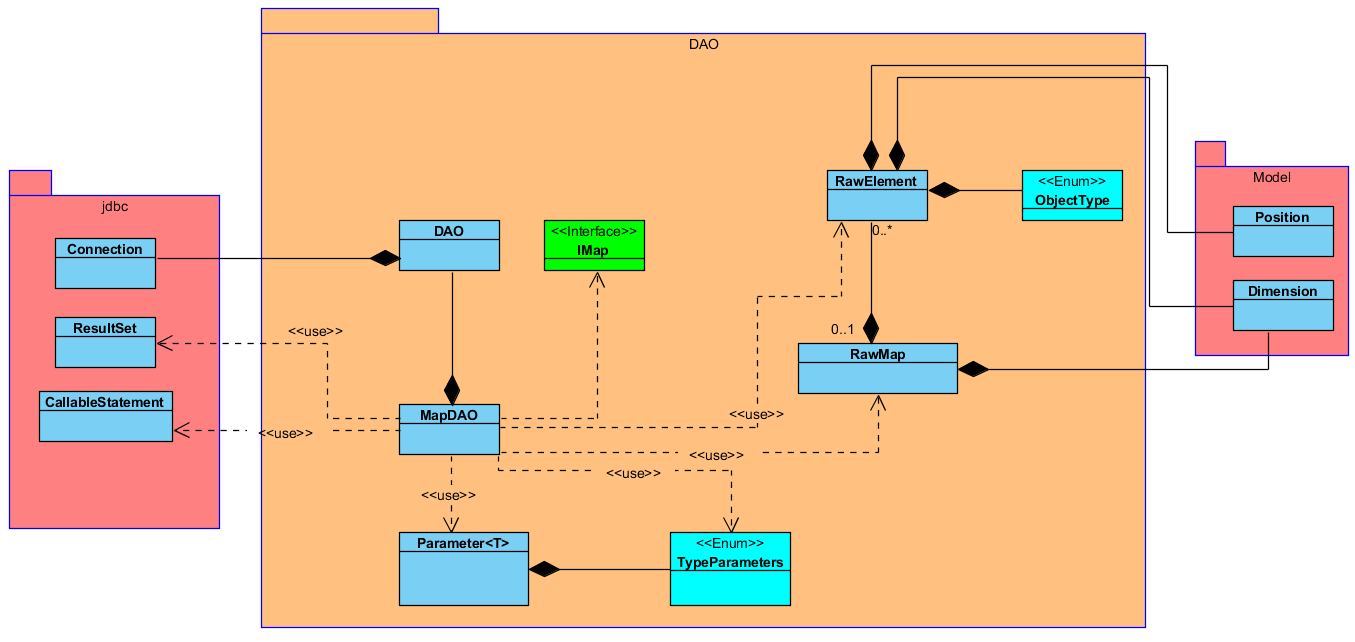 DAO
jdbc
Connection
ResultSet
CallableStatement
<<use>>
<<use>>
DAO
<<Interface>>
IMap
MapDAO
<<use>>
Parameter<T>
<<use>>
<<use>>
<<use>>
<<Enum>>
TypeParameters
RawElement
0..*
<<Enum>>
ObjectType
0..1
RawMap
Model
Position
Dimension